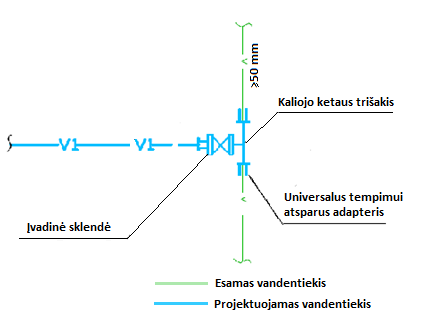 ≥50 mm
Kaliojo ketaus trišakis
V1
V1
Universalus tempimui
atsparus adapteris
Įvadinė sklendė
Esamas vandentiekis
Projektuojamas vandentiekis